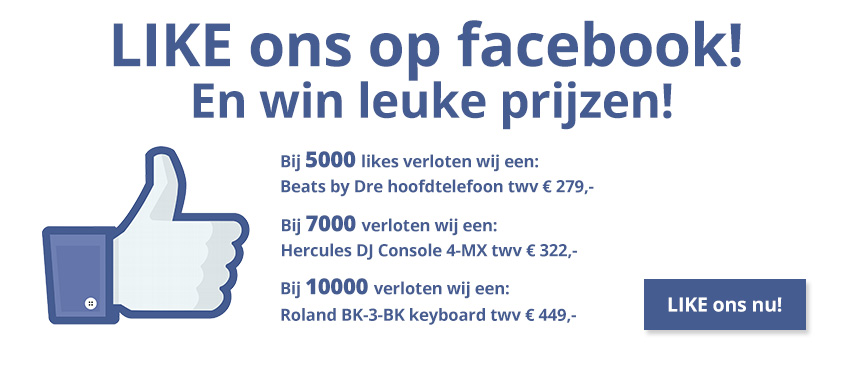 LIKE ons op facebook!
En win leuke prijzen!
Bij 5000 likes verloten wij een:
Beats by Dre hoofdtelefoon twv € 279,-
Bij 7000 verloten wij een:
Hercules DJ Console 4-MX twv € 322,-
Bij 10000 verloten wij een:
Roland BK-3-BK keyboard twv € 449,-
LIKE ons nu!